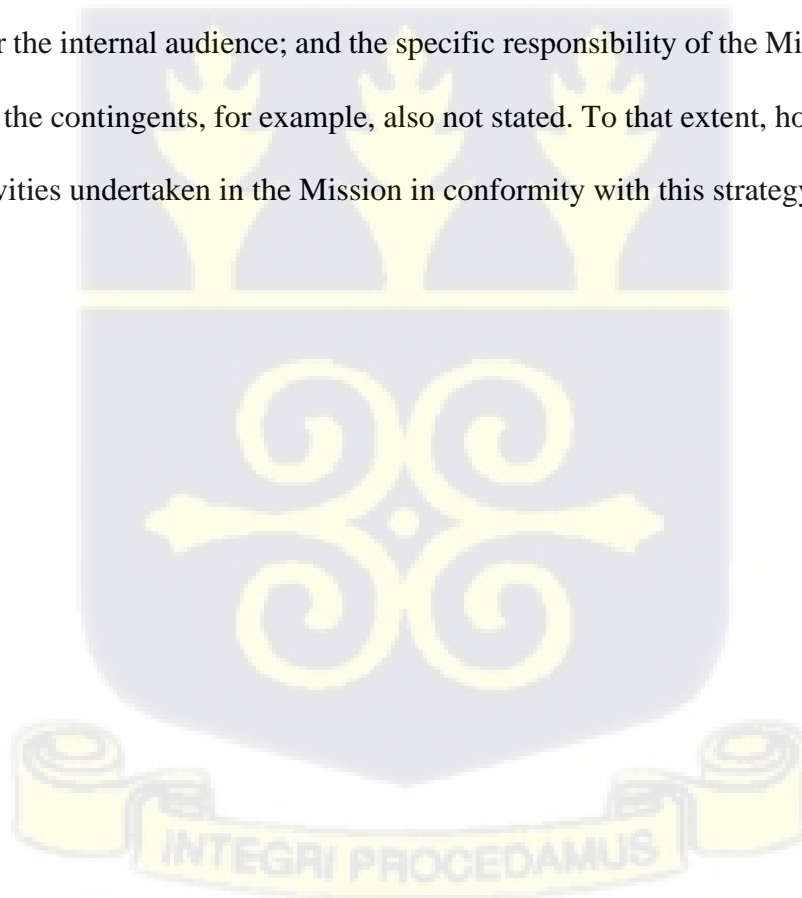 r the internal audience; and the specific responsibility of the Mi
the contingents, for example, also not stated. To that extent, ho
vities undertaken in the Mission in conformity with this strategy
INTEGRI PROCEDAMUS